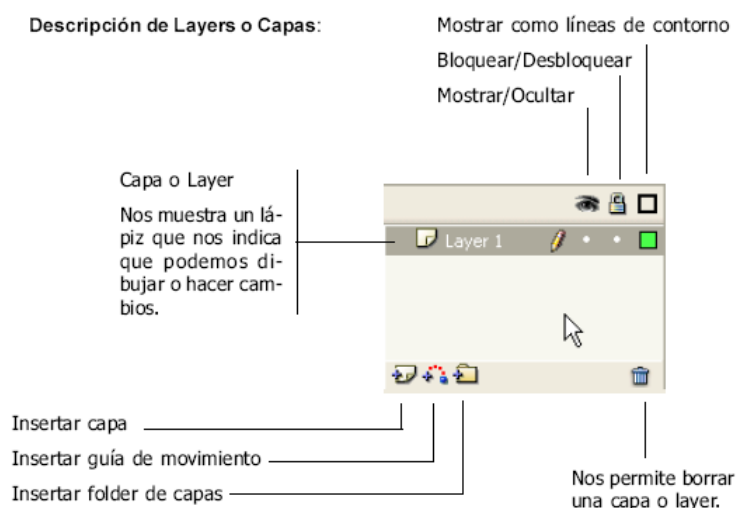 Descripción de Layers o Capas:
Mostrar como líneas de contorno
Bloquear/Desbloquear
Mostrar/Ocultar
Capa o Layer
Nos muestra un lá-
piz que nos indica
que podemos di-
bujar o hacer cam-
bios.
Layer 1
Insertar capa
Insertar guía de movimiento
Insertar folder de capas
Nos permite borrar
una capa o layer.